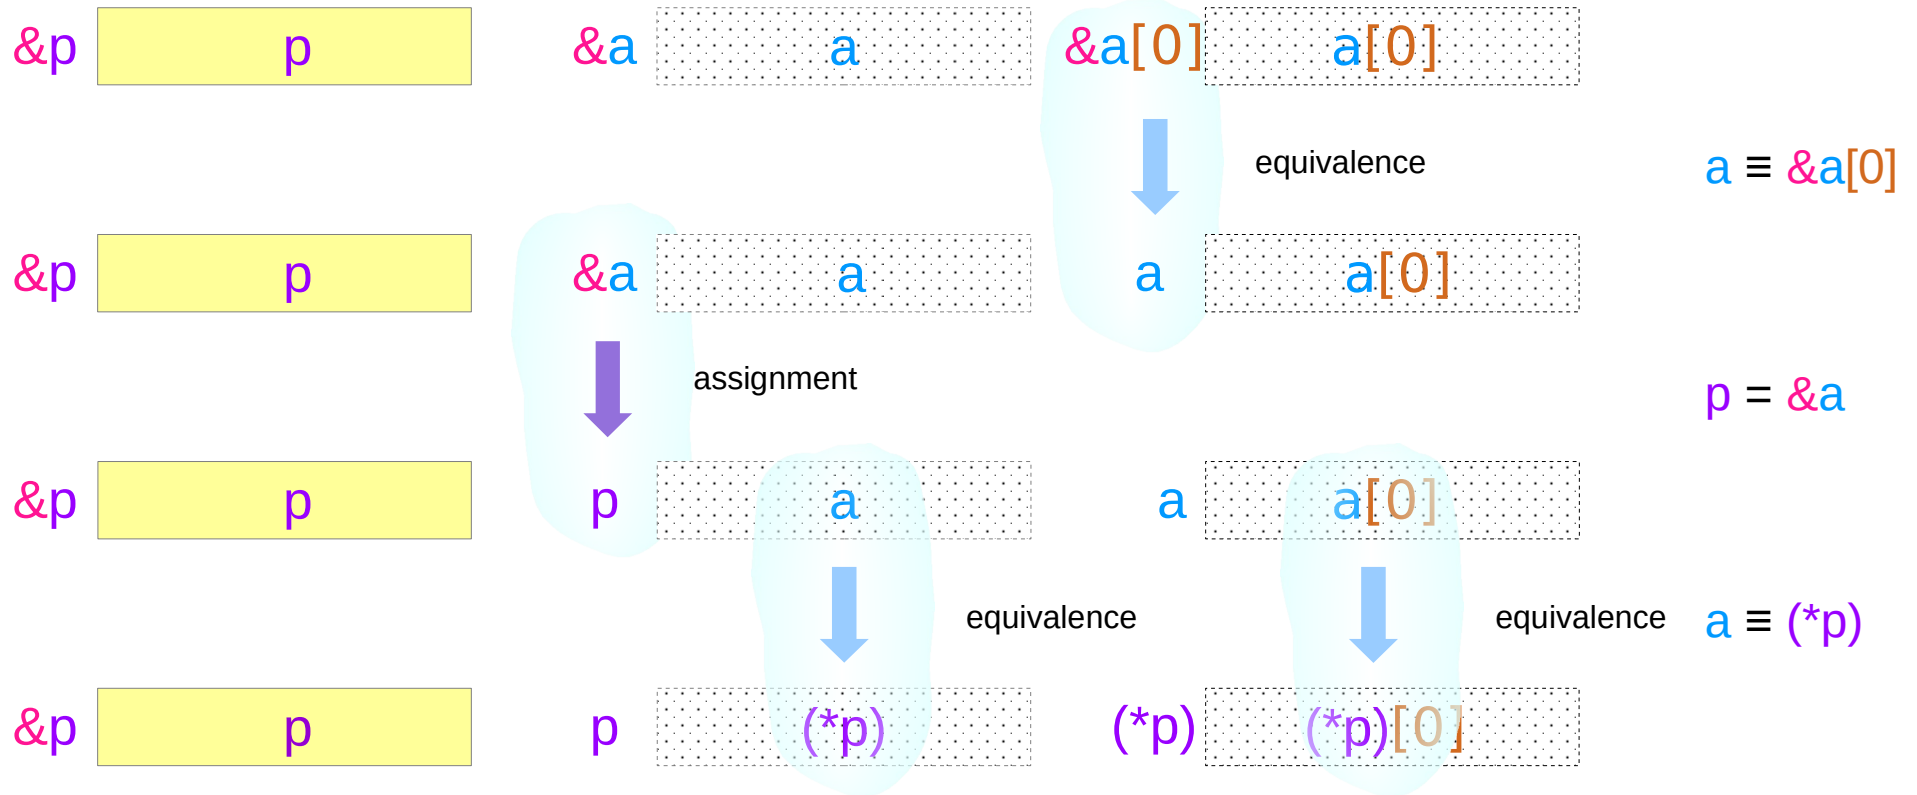 &p p &a a &a[0] a[0]
equivalence a ≡ &a[0]
&p p &a a a a[0]
assignment p = &a
&p p p a a a[0]
equivalence equivalence a ≡ (*p)
&p p p (*p) (*p) (*p)[0]